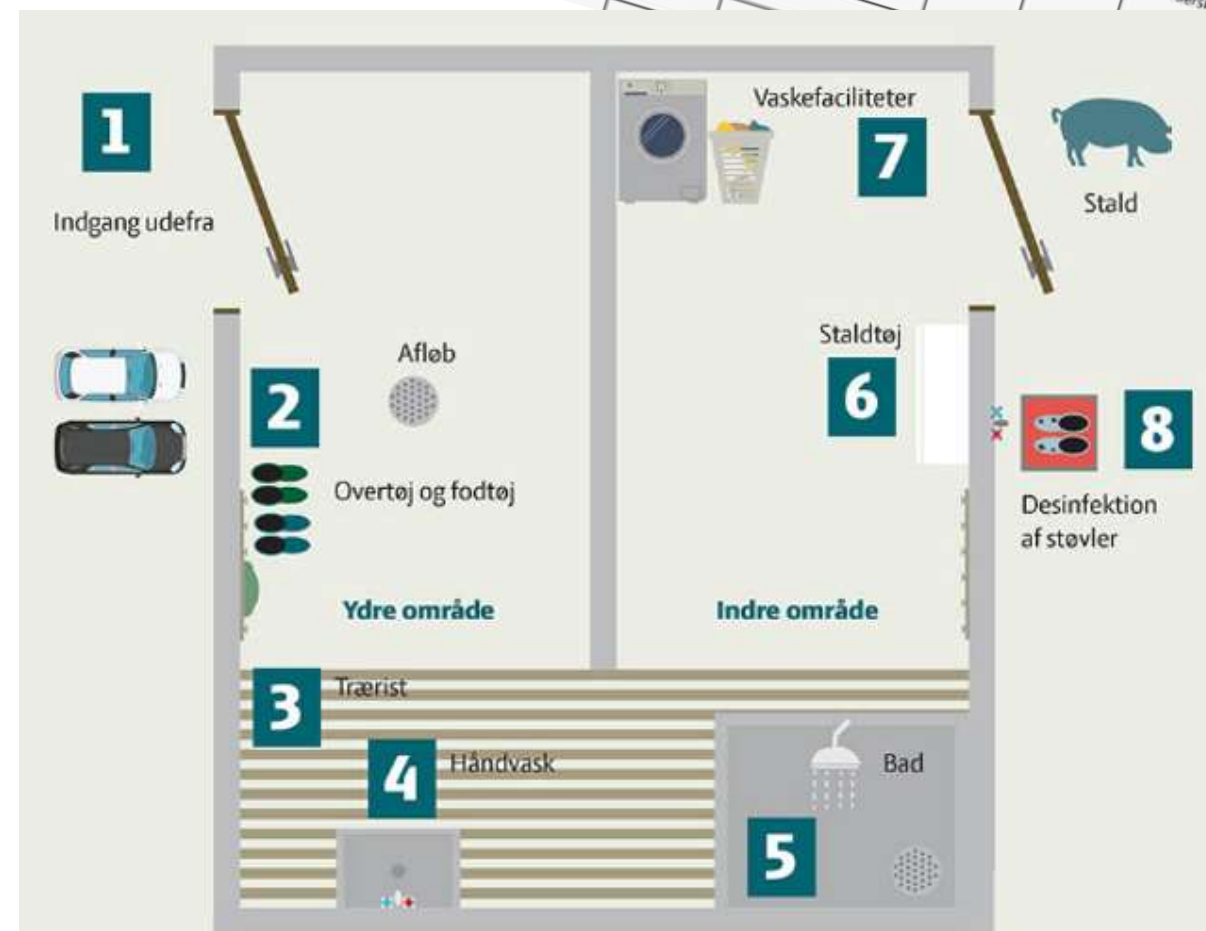 1
Indgang udefra
2
Afløb
Overtøj og fodtøj
Ydre område
3
Trærist
4
Håndvask
5
Bad
Indre område
6
Staldtøj
7
Vaskefaciliteter
Stald
8
Desinfektion
af støvler